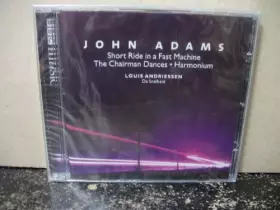 JOHN ADAMS
Short Ride in a Fast Machine
The Chairman Dances • Harmonium
LOUIS ANDRIESSEN
De Snelheid